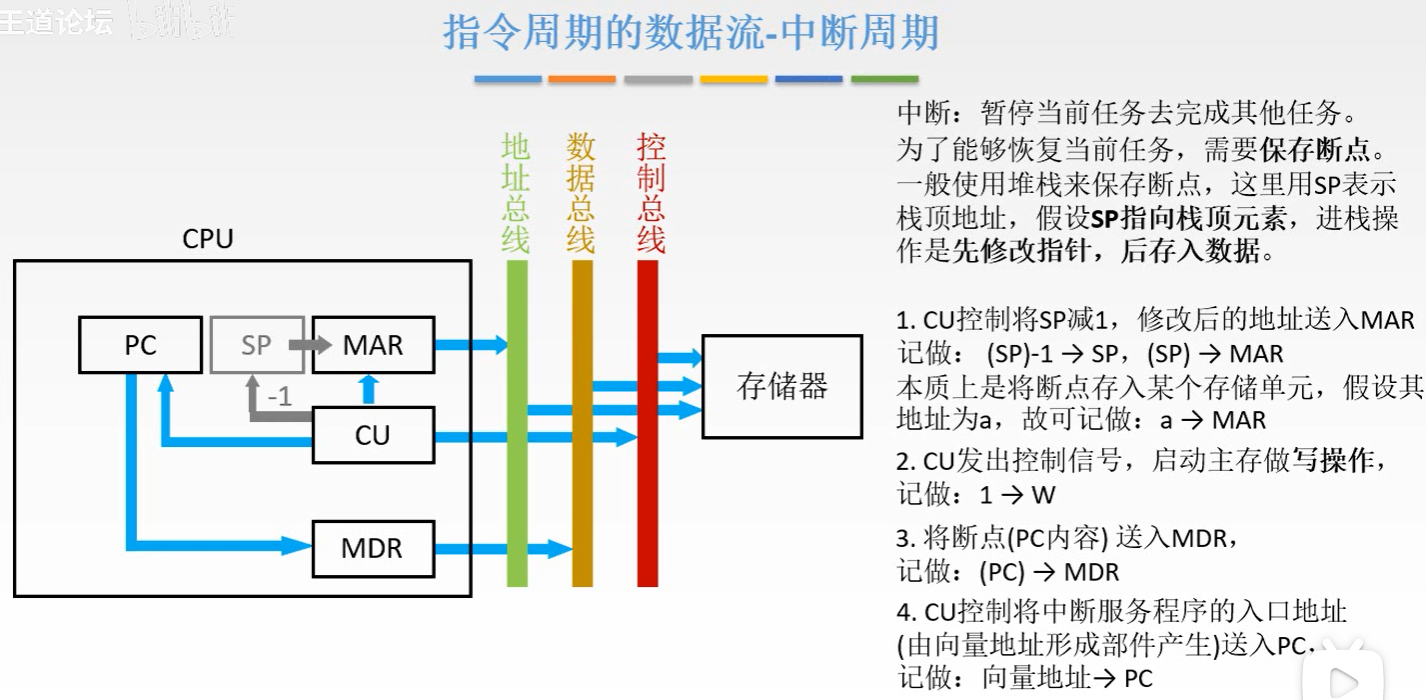 王道论坛 bilibili
指令周期的数据流-中断周期
中断：暂停当前任务去完成其他任务。
为了能够恢复当前任务，需要保存断点。
一般使用堆栈来保存断点，这里用SP表示
栈顶地址，假设SP指向栈顶元素，进栈操
作是先修改指针，后存入数据。
地址总线
数据总线
控制总线
CPU
PC
SP
MAR
-1
CU
MDR
存储器
1. CU控制将SP减1，修改后的地址送入MAR
记做： (SP)-1 → SP，(SP) → MAR
本质上是将断点存入某个存储单元，假设其
地址为a，故可记做：a → MAR
2. CU发出控制信号，启动主存做写操作，
记做：1 → W
3. 将断点(PC内容) 送入MDR，
记做：(PC) → MDR
4. CU控制将中断服务程序的入口地址
(由向量地址形成部件产生)送入PC，
记做：向量地址→ PC